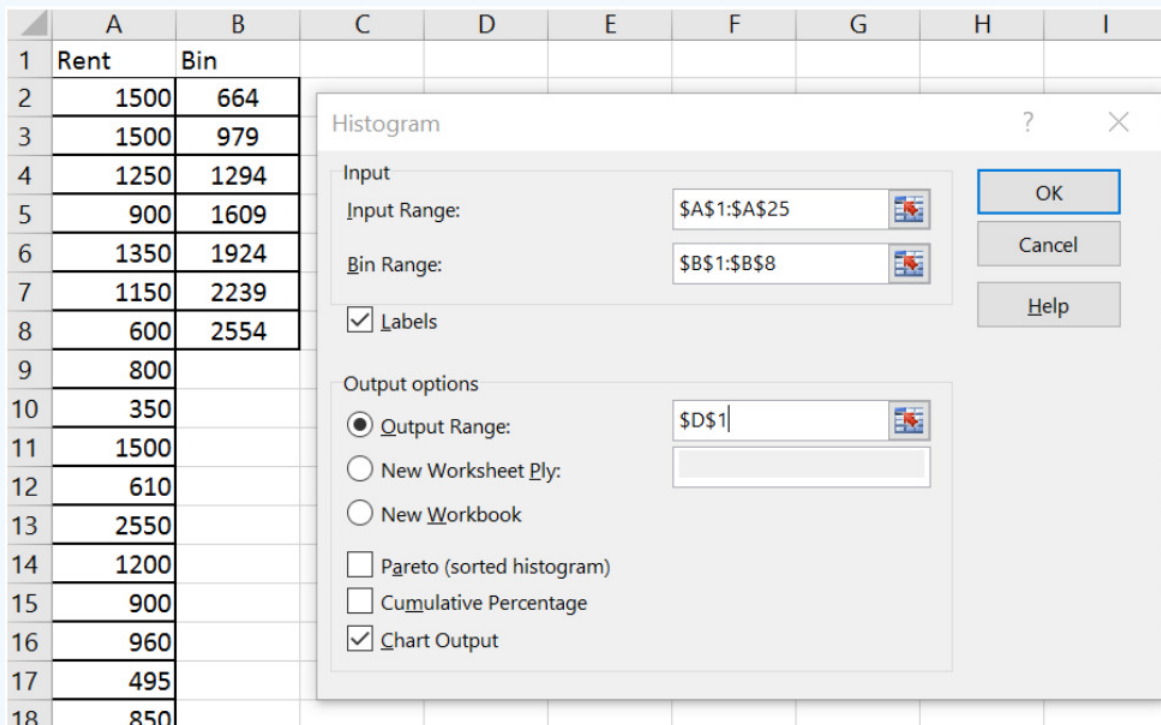 A B C D E F G H I
1 Rent Bin
2 1500 664
3 1500 979
4 1250 1294
5 900 1609
6 1350 1924
7 1150 2239
8 600 2554
9 800
10 350
11 1500
12 610
13 2550
14 1200
15 900
16 960
17 495
18 850
Histogram ?
Input
Input Range: $A$1:$A$25
Bin Range: $B$1:$B$8
Labels
OK
Cancel
Help
Output options
Output Range: $D$1
New Worksheet Ply:
New Workbook
Pareto (sorted histogram)
Cumulative Percentage
Chart Output